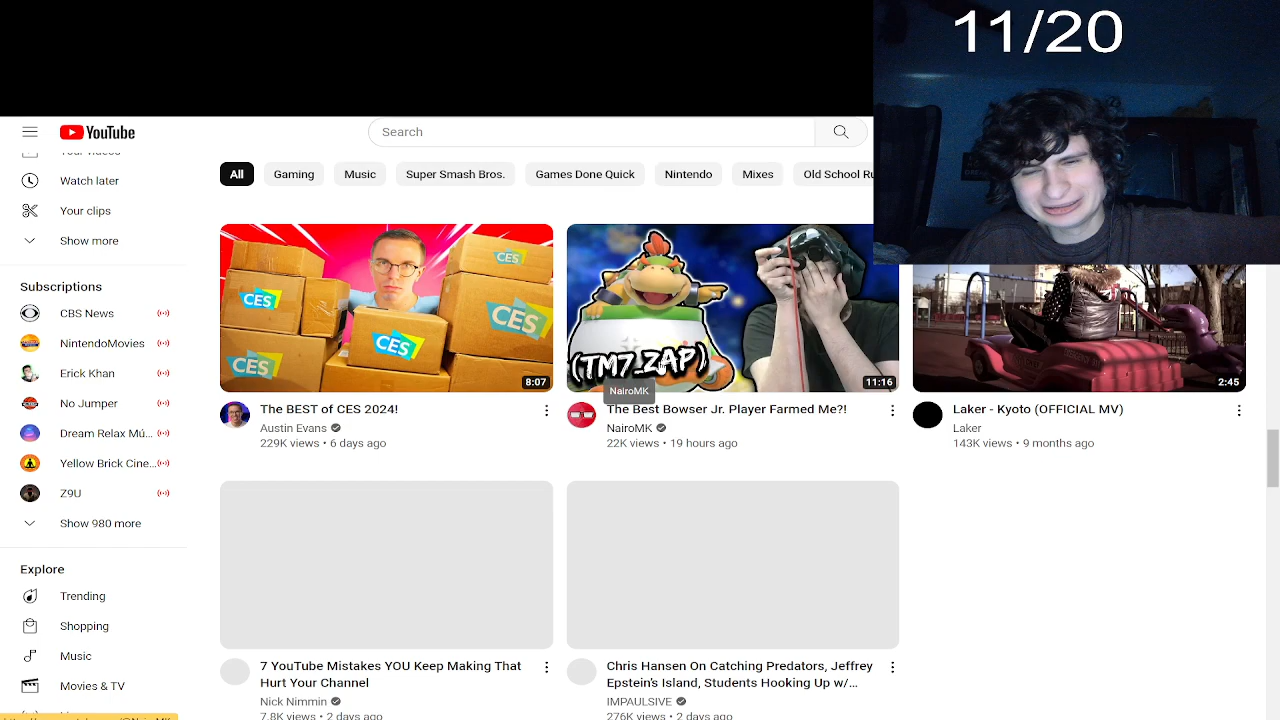 11/20
YouTube
Search
Watch later
Your clips
Show more
Subscriptions
CBS News
NintendoMovies
Erick Khan
No Jumper
Dream Relax Mú...
Yellow Brick Cine...
Z9U
Show 980 more
Explore
Trending
Shopping
Music
Movies & TV
All
Gaming
Music
Super Smash Bros.
Games Done Quick
Nintendo
Mixes
Old School Ru
CES
CES
CES
CES
CES
8:07
The BEST of CES 2024!
Austin Evans
229K views • 6 days ago
(TM7_ZAP)
11:16
NairoMK
The Best Bowser Jr. Player Farmed Me?!
NairoMK
22K views • 19 hours ago
2:45
Laker - Kyoto (OFFICIAL MV)
Laker
143K views • 9 months ago
7 YouTube Mistakes YOU Keep Making That
Hurt Your Channel
Nick Nimmin
7.8K views • 2 days ago
Chris Hansen On Catching Predators, Jeffrey
Epstein's Island, Students Hooking Up w/...
IMPAULSIVE
276K views • 2 days ago